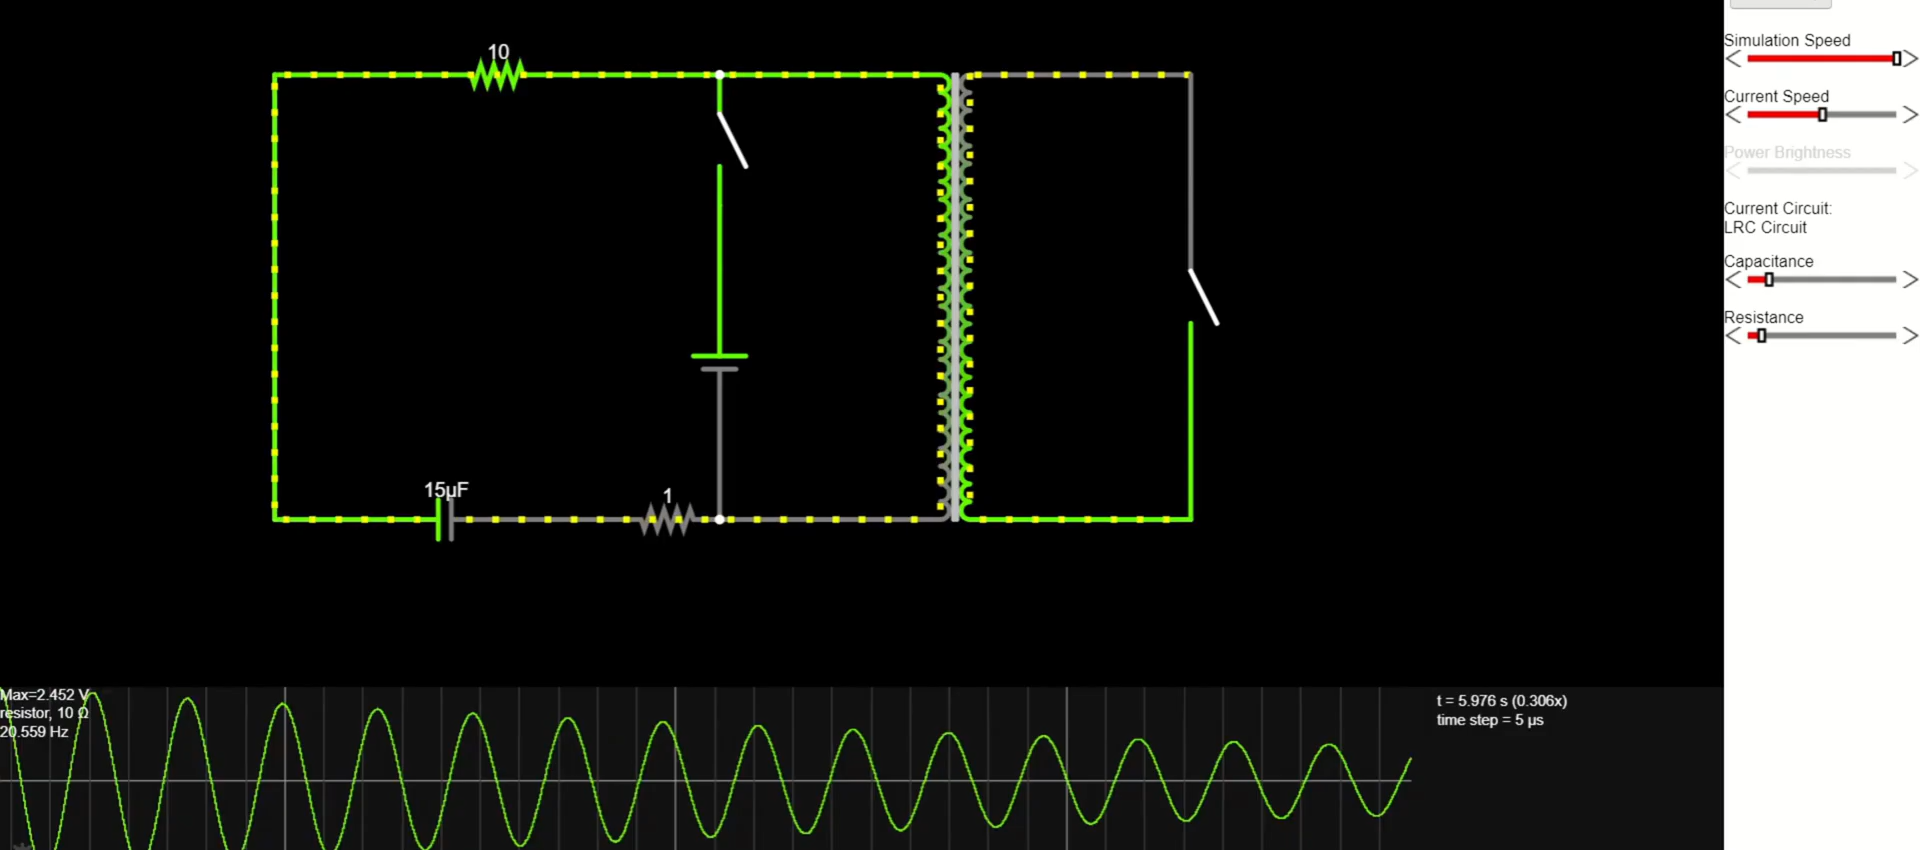 10
15µF
1
Max=2.452 V
resistor, 10 Ω
20.559 Hz
t = 5.976 s (0.306x)
time step = 5 µs
Simulation Speed
Current Speed
Power Brightness
Current Circuit:
LRC Circuit
Capacitance
Resistance